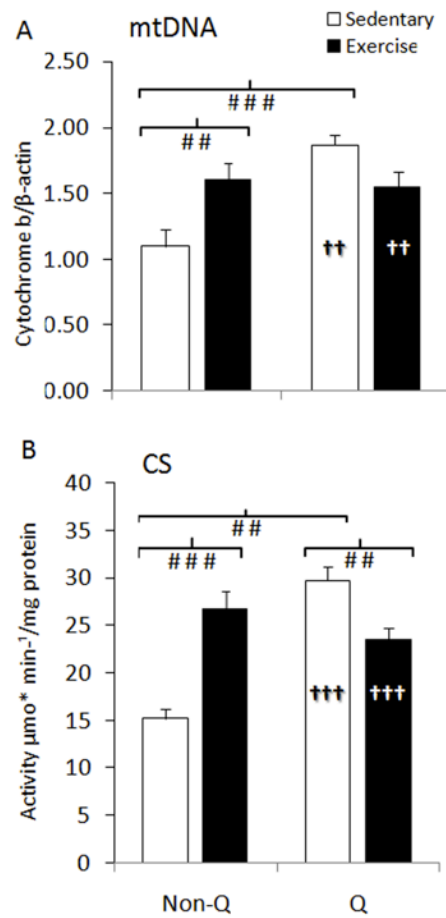 A
mtDNA
Sedentary
Exercise
Cytochrome b/β-actin
2.50
2.00
1.50
1.00
0.50
0.00
# # #
# #
††
††
B
CS
Activity µmo* min-¹/mg protein
40
35
30
25
20
15
10
5
0
# #
# # #
# #
†††
†††
Non-Q
Q